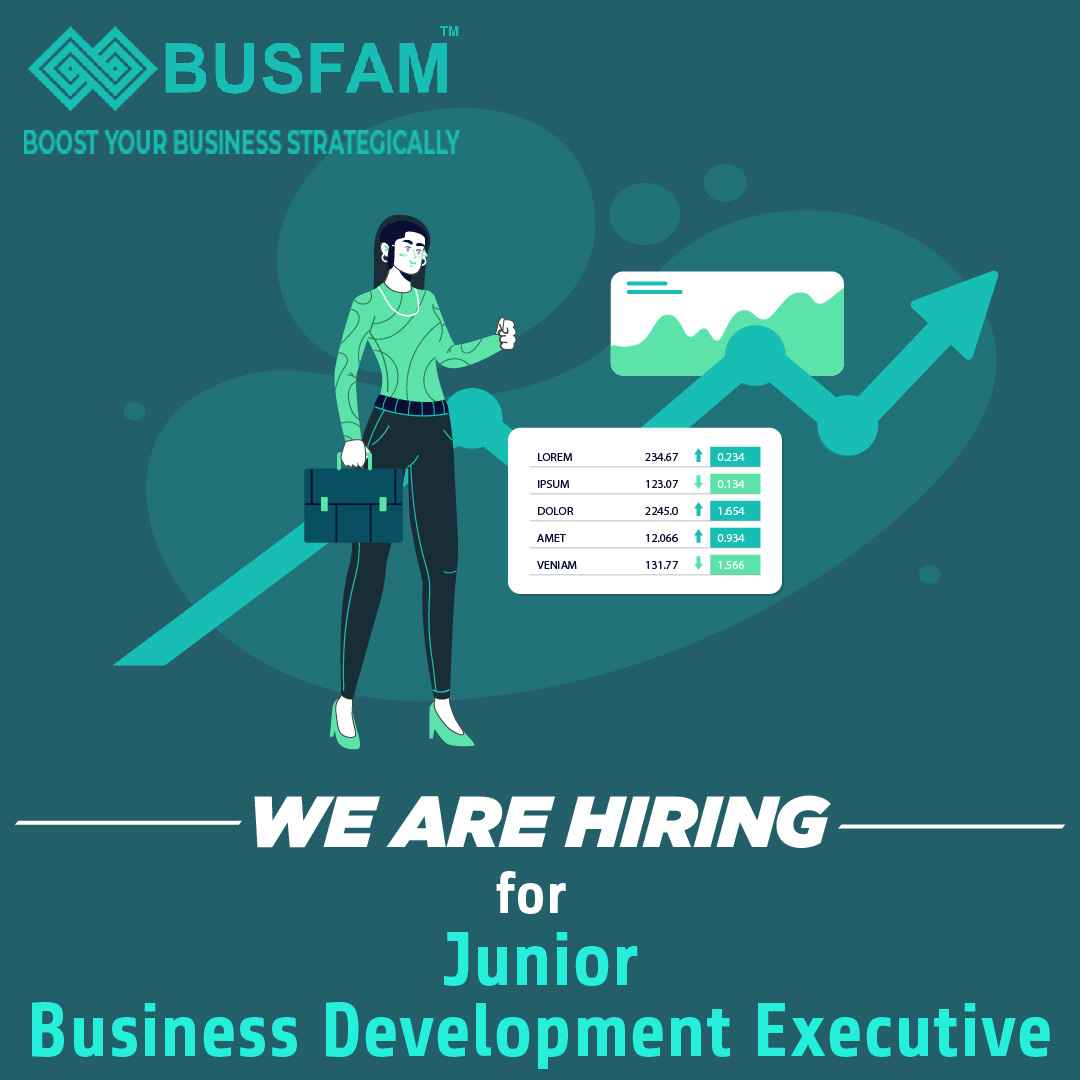 BUSFAM™
BOOST YOUR BUSINESS STRATEGICALLY
LOREM 234.67 0.234
IPSUM 123.07 0.134
DOLOR 2245.0 1.654
AMET 12.066 0.934
VENIAM 131.77 1.566
WE ARE HIRING
for
Junior
Business Development Executive